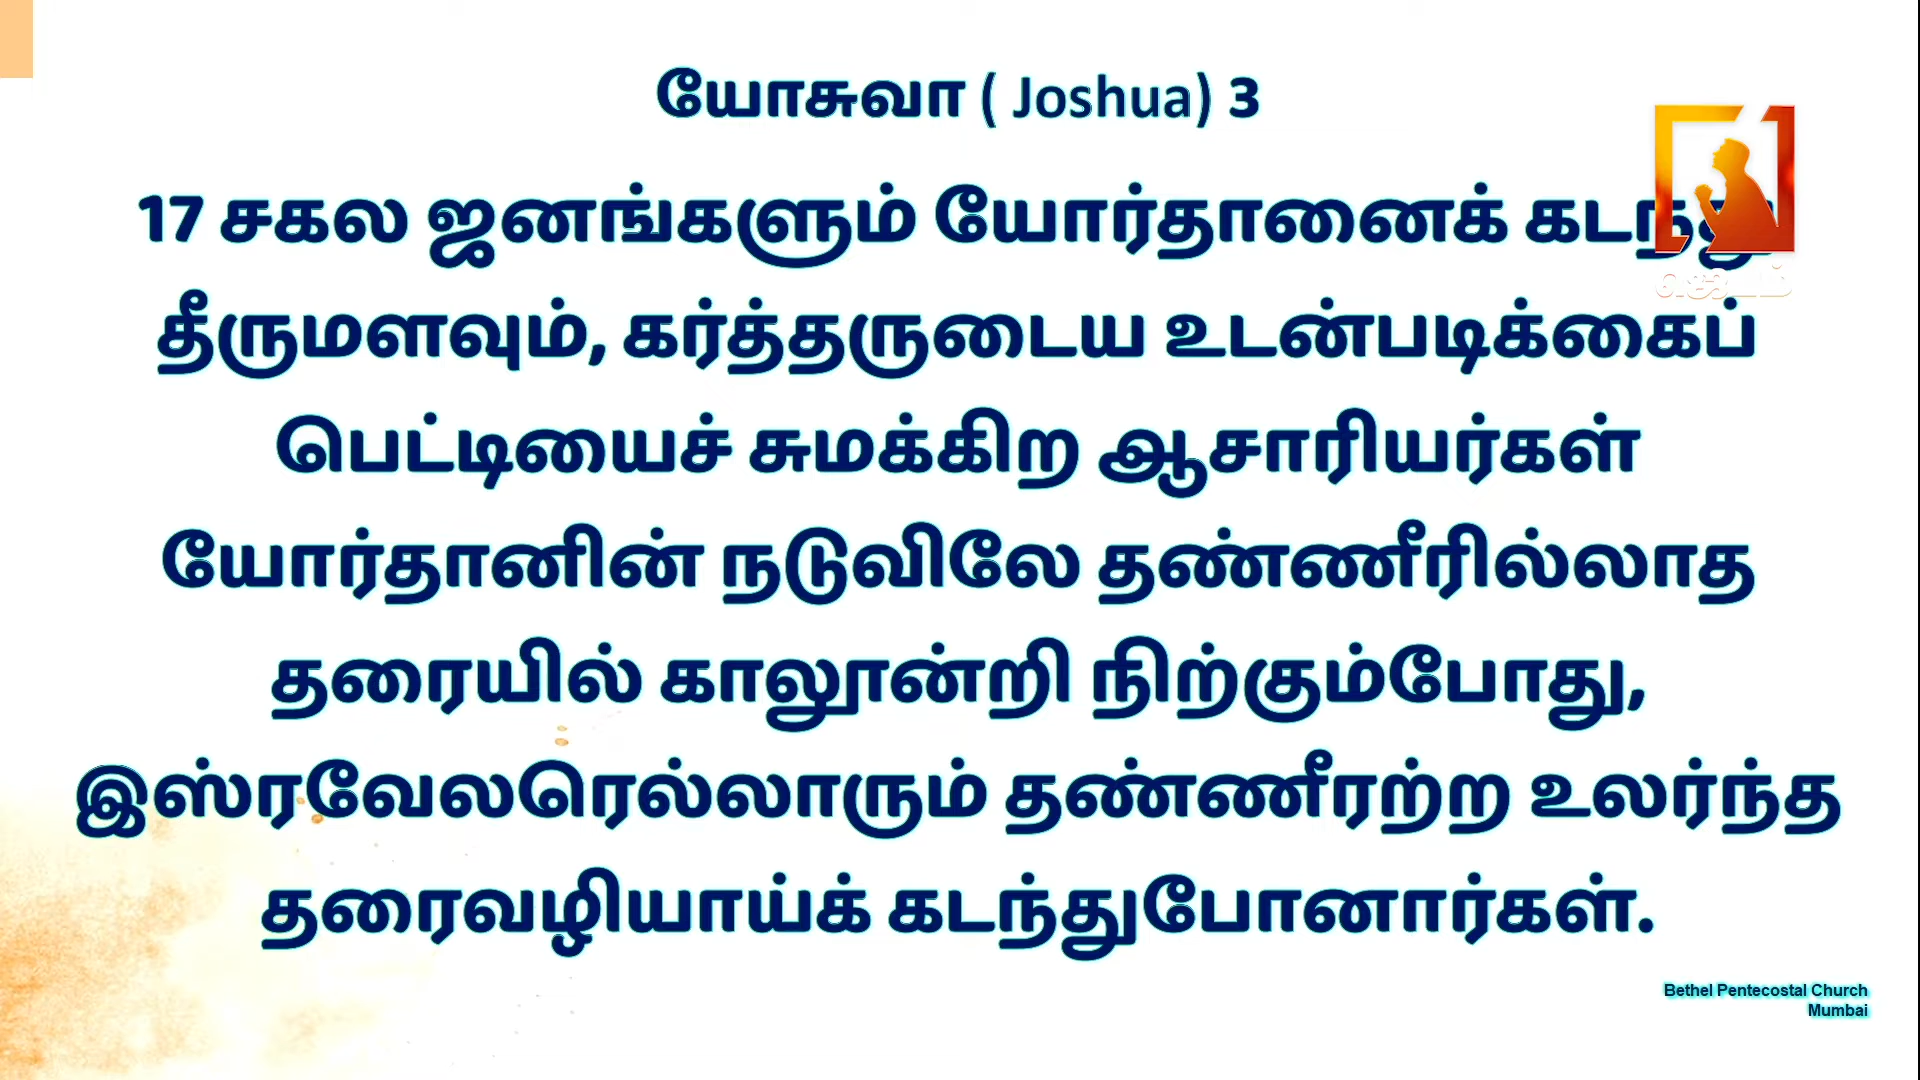 யோசுவா ( Joshua) 3
17 சகல ஜனங்களும் யோர்தானைக் கடந்து
தீருமளவும், கர்த்தருடைய உடன்படிக்கைப்
பெட்டியைச் சுமக்கிற ஆசாரியர்கள்
யோர்தானின் நடுவிலே தண்ணீரில்லாத
தரையில் காலூன்றி நிற்கும்போது,
இஸ்ரவேலரெல்லாரும் தண்ணீரற்ற உலர்ந்த
தரைவழியாய்க் கடந்துபோனார்கள்.
ஜெபம்
Bethel Pentecostal Church
Mumbai